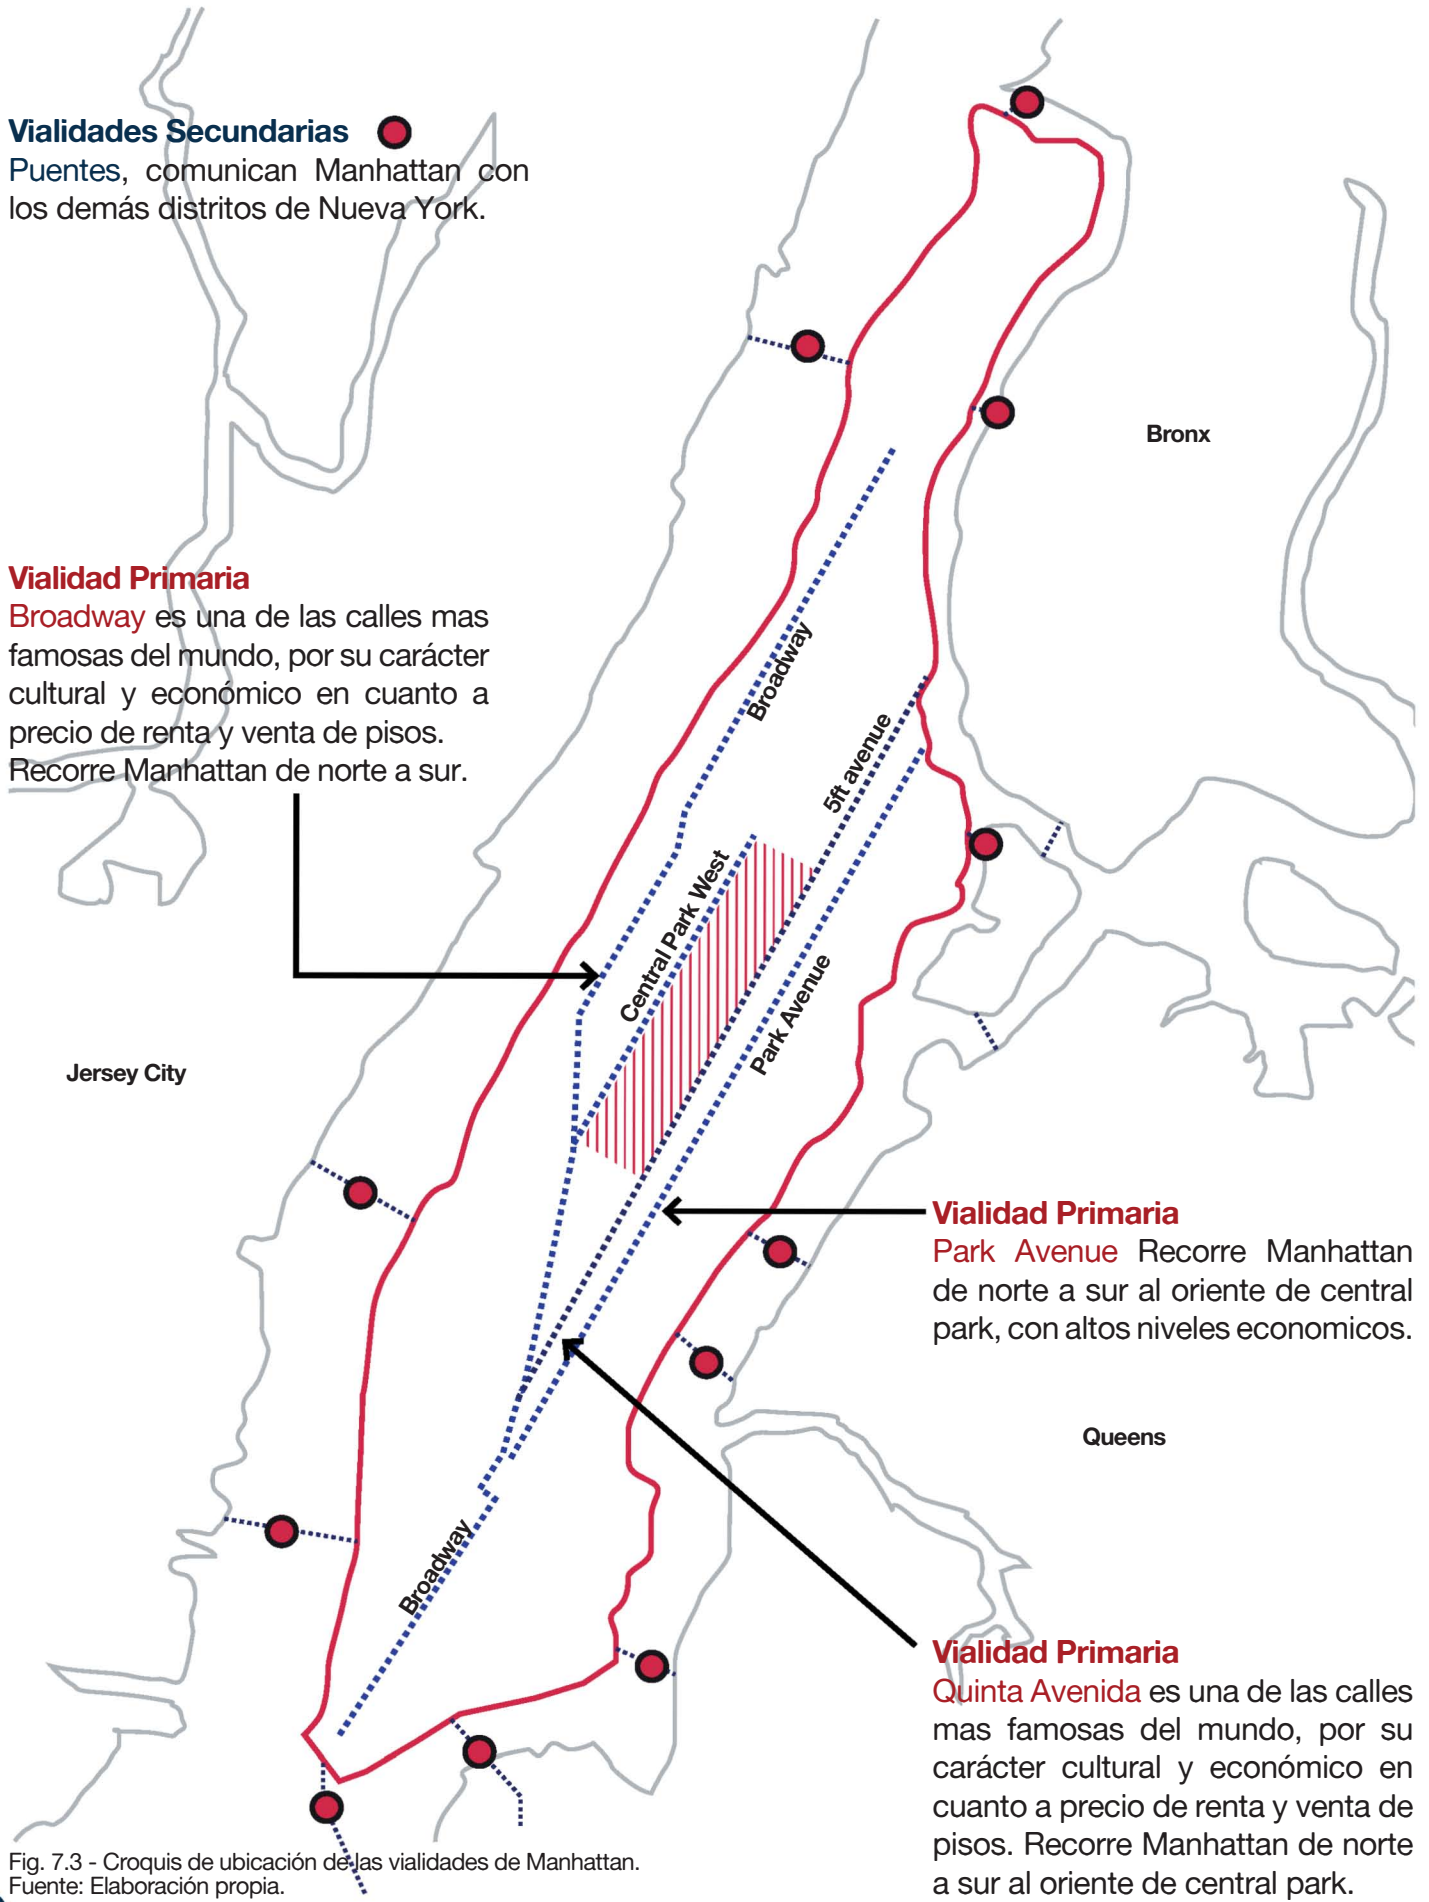 Vialidades Secundarias
Puentes, comunican Manhattan con
los demás distritos de Nueva York.
Bronx
Vialidad Primaria
Broadway es una de las calles mas
famosas del mundo, por su carácter
cultural y económico en cuanto a
precio de renta y venta de pisos.
Recorre Manhattan de norte a sur.
Broadway
5ft avenue
Central Park West
Park Avenue
Jersey City
Vialidad Primaria
Park Avenue Recorre Manhattan
de norte a sur al oriente de central
park, con altos niveles economicos.
Queens
Broadway
Vialidad Primaria
Quinta Avenida es una de las calles
mas famosas del mundo, por su
carácter cultural y económico en
cuanto a precio de renta y venta de
pisos. Recorre Manhattan de norte
a sur al oriente de central park.
Fig. 7.3 - Croquis de ubicación de las vialidades de Manhattan.
Fuente: Elaboración propia.